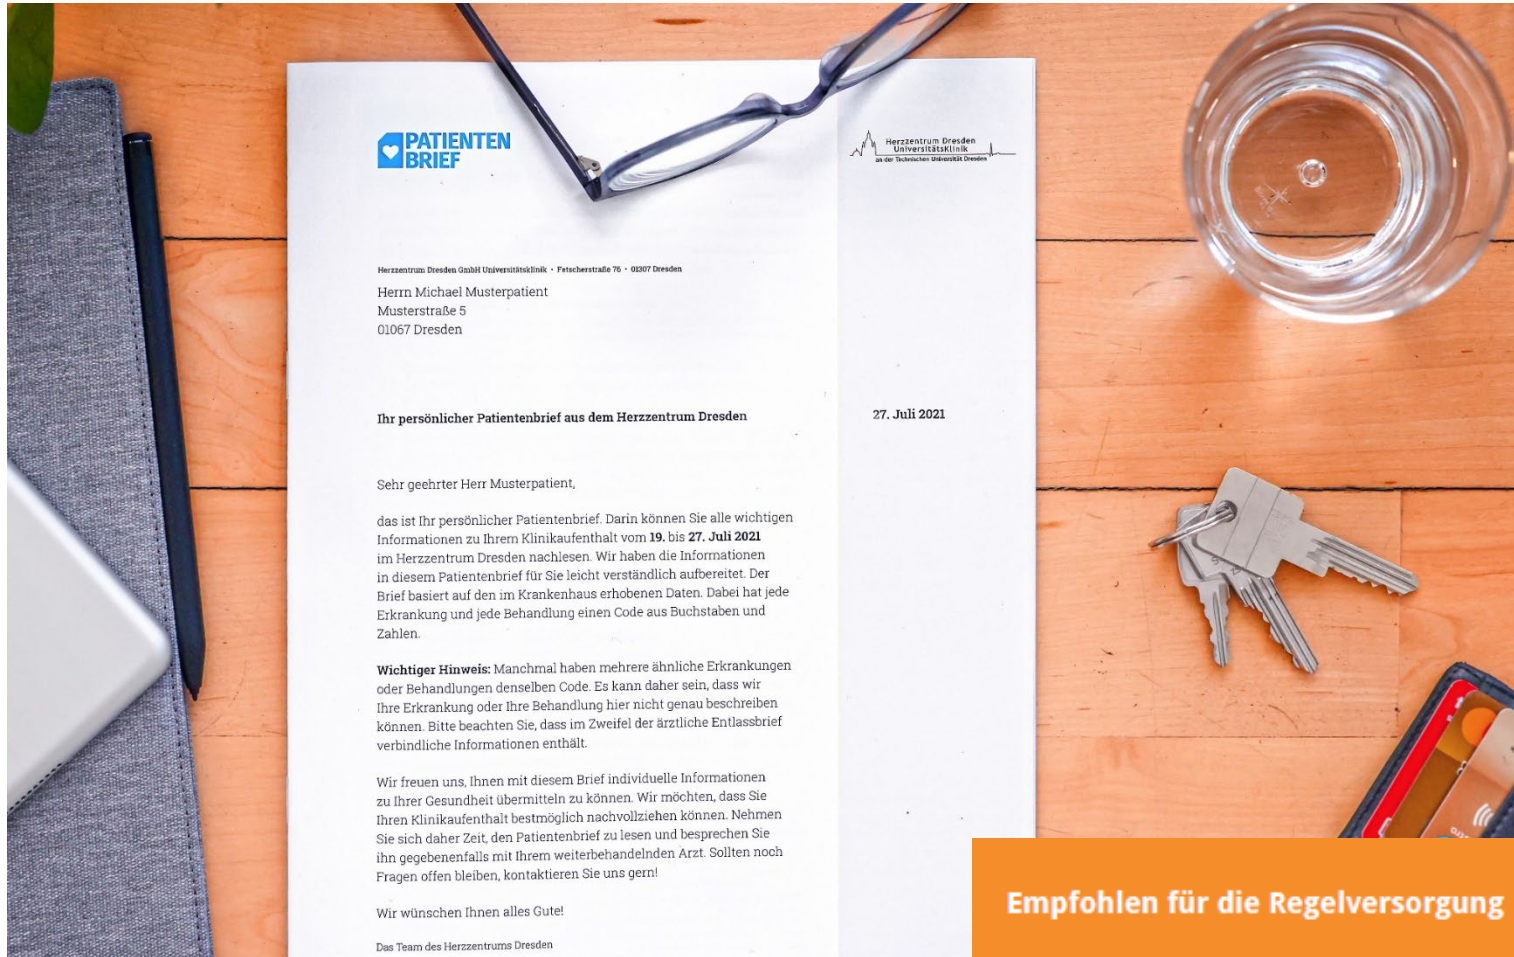 PATIENTEN
BRIEF
Herzzentrum Dresden
Universitätsklinik
an der Technischen Universität Dresden
Herzzentrum Dresden GmbH Universitätsklinik · Fetscherstraße 76 · 01307 Dresden
Herrn Michael Musterpatient
Musterstraße 5
01067 Dresden
Ihr persönlicher Patientenbrief aus dem Herzzentrum Dresden
27. Juli 2021
Sehr geehrter Herr Musterpatient,
das ist Ihr persönlicher Patientenbrief. Darin können Sie alle wichtigen
Informationen zu Ihrem Klinikaufenthalt vom 19. bis 27. Juli 2021
im Herzzentrum Dresden nachlesen. Wir haben die Informationen
in diesem Patientenbrief für Sie leicht verständlich aufbereitet. Der
Brief basiert auf den im Krankenhaus erhobenen Daten. Dabei hat jede
Erkrankung und jede Behandlung einen Code aus Buchstaben und
Zahlen.
Wichtiger Hinweis: Manchmal haben mehrere ähnliche Erkrankungen
oder Behandlungen denselben Code. Es kann daher sein, dass wir
Ihre Erkrankung oder Ihre Behandlung hier nicht genau beschreiben
können. Bitte beachten Sie, dass im Zweifel der ärztliche Entlassbrief
verbindliche Informationen enthält.
Wir freuen uns, Ihnen mit diesem Brief individuelle Informationen
zu Ihrer Gesundheit übermitteln zu können. Wir möchten, dass Sie
Ihren Klinikaufenthalt bestmöglich nachvollziehen können. Nehmen
Sie sich daher Zeit, den Patientenbrief zu lesen und besprechen Sie
ihn gegebenenfalls mit Ihrem weiterbehandelnden Arzt. Sollten noch
Fragen offen bleiben, kontaktieren Sie uns gern!
Wir wünschen Ihnen alles Gute!
Das Team des Herzzentrums Dresden
Empfohlen für die Regelversorgung